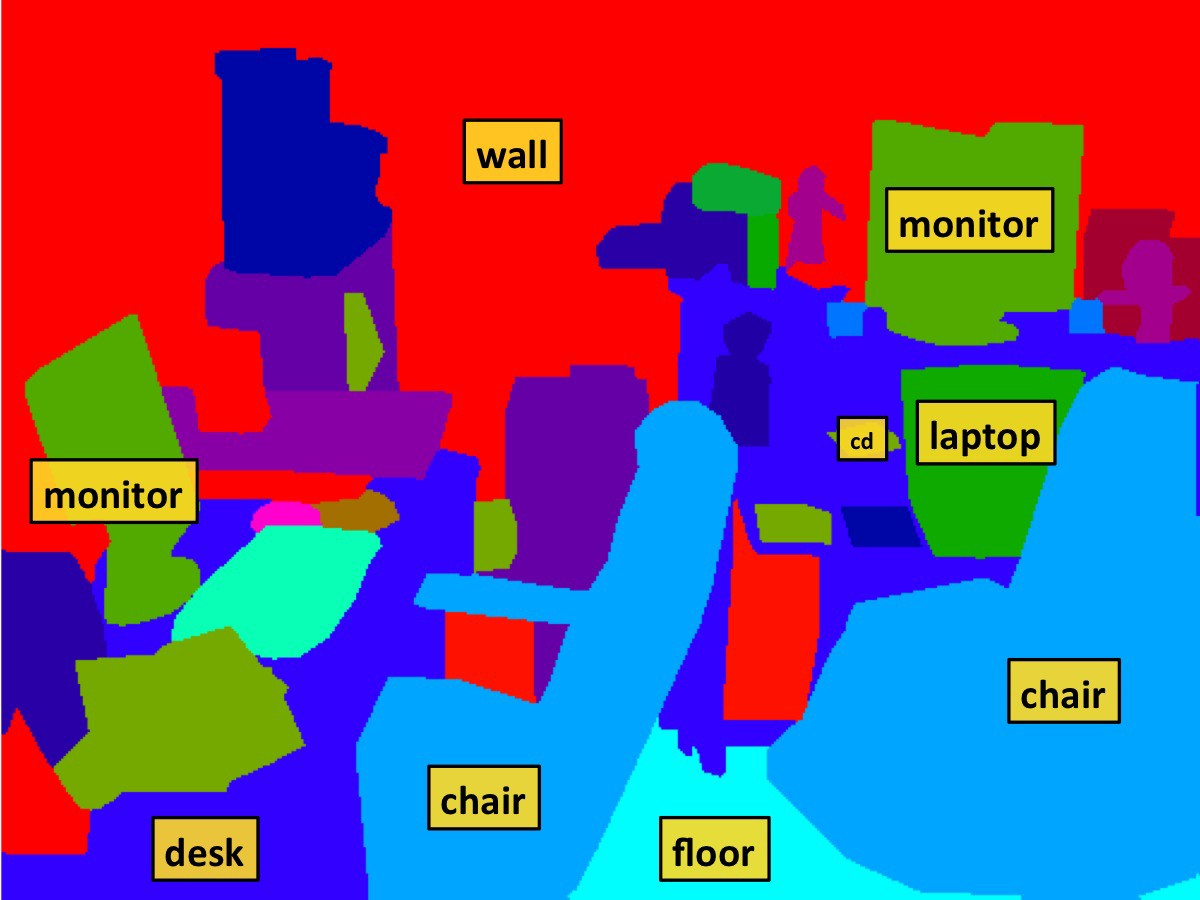 wall
monitor
cd
laptop
monitor
chair
chair
desk
floor